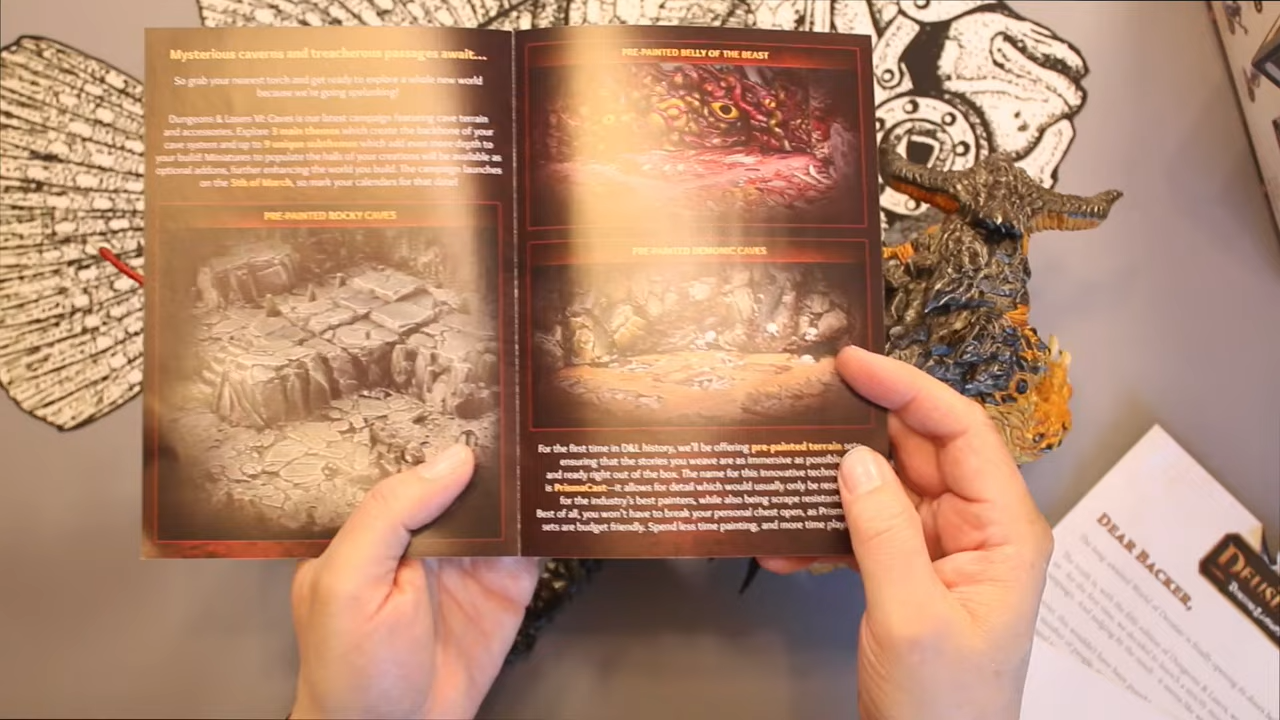 Mysterious caverns and treacherous passages await...
So grab your nearest torch and get ready to explore a whole new world
because we're going spelunking!
Dungeons & Lasers VI: Caves is our latest campaign featuring cave terrain
and accessories. Explore 3 main themes which create the backbone of your
cave system and up to 9 unique subthemes which add even more depth to
your build! Miniatures to populate the halls of your creations will be available as
optional addons, further enhancing the world you build. The campaign launches
on the 5th of March, so mark your calendars for that date!
PRE-PAINTED ROCKY CAVES
PRE-PAINTED BELLY OF THE BEAST
PRE-PAINTED DEMONIC CAVES
For the first time in D&L history, we'll be offering pre-painted terrain sets
ensuring that the stories you weave are as immersive as possible
and ready right out of the box. The name for this innovative
is PrismaCast—it allows for detail which would usually only be
for the industry's best painters, while also being scrape resistant
Best of all, you won't have to break your personal chest open, as
sets are budget friendly. Spend less time painting, and more time
DEAR BACKER,